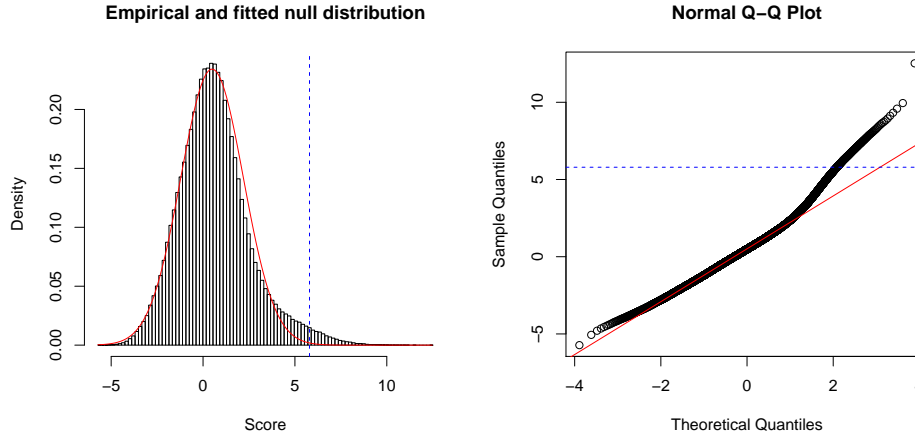 Empirical and fitted null distribution
Density
0.00
0.05
0.10
0.15
0.20
−5
0
5
10
Score
Normal Q−Q Plot
Sample Quantiles
−5
0
5
10
−4
−2
0
2
Theoretical Quantiles